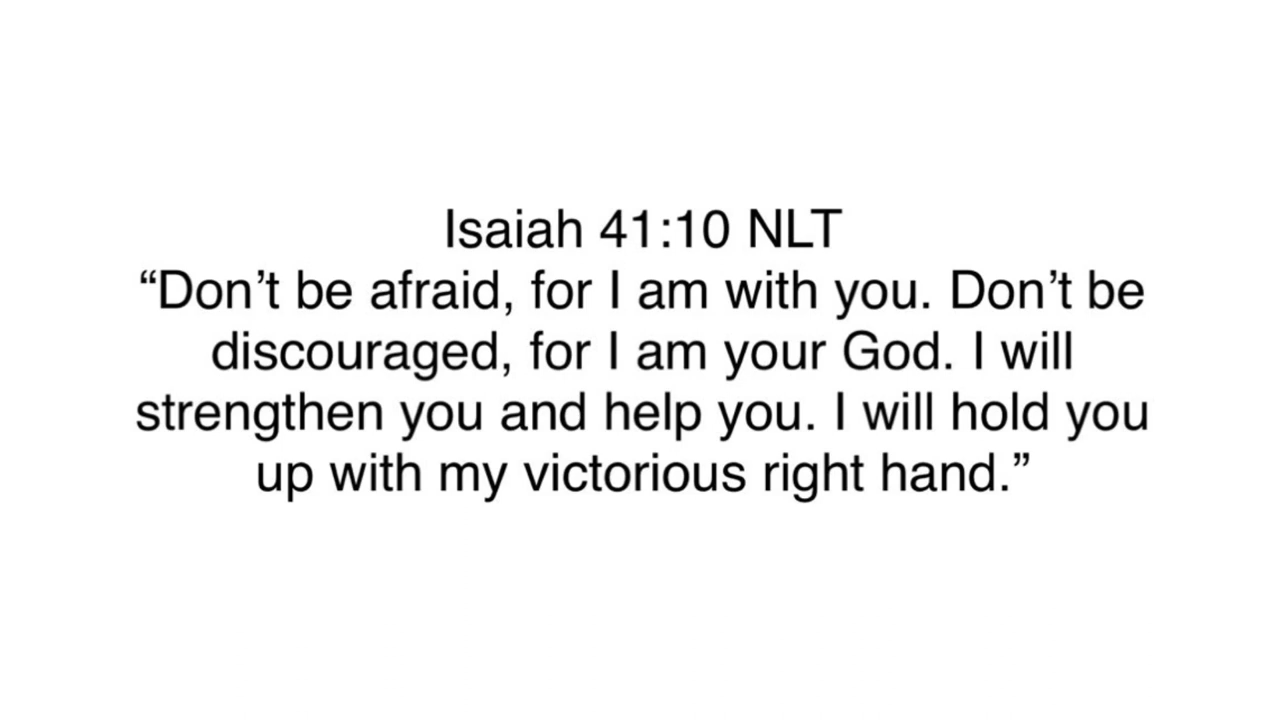 Isaiah 41:10 NLT
“Don’t be afraid, for I am with you. Don’t be
discouraged, for I am your God. I will
strengthen you and help you. I will hold you
up with my victorious right hand.”